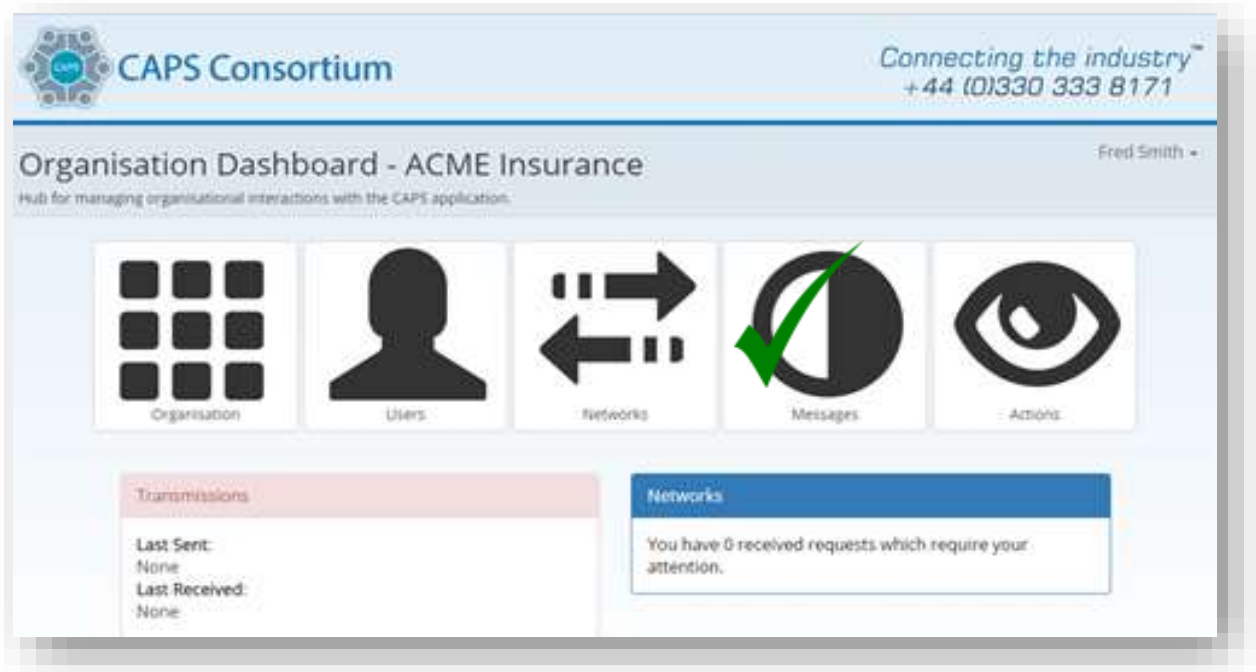 CAPS
CAPS Consortium
Connecting the industry™
+44 (0)330 333 8171
Organisation Dashboard - ACME Insurance
Fred Smith
Hub for managing organisational interactions with the CAPS application.
Organisation
Users
Networks
Messages
Actions
Transmissions
Last Sent:
None
Last Received:
None
Networks
You have 0 received requests which require your
attention.